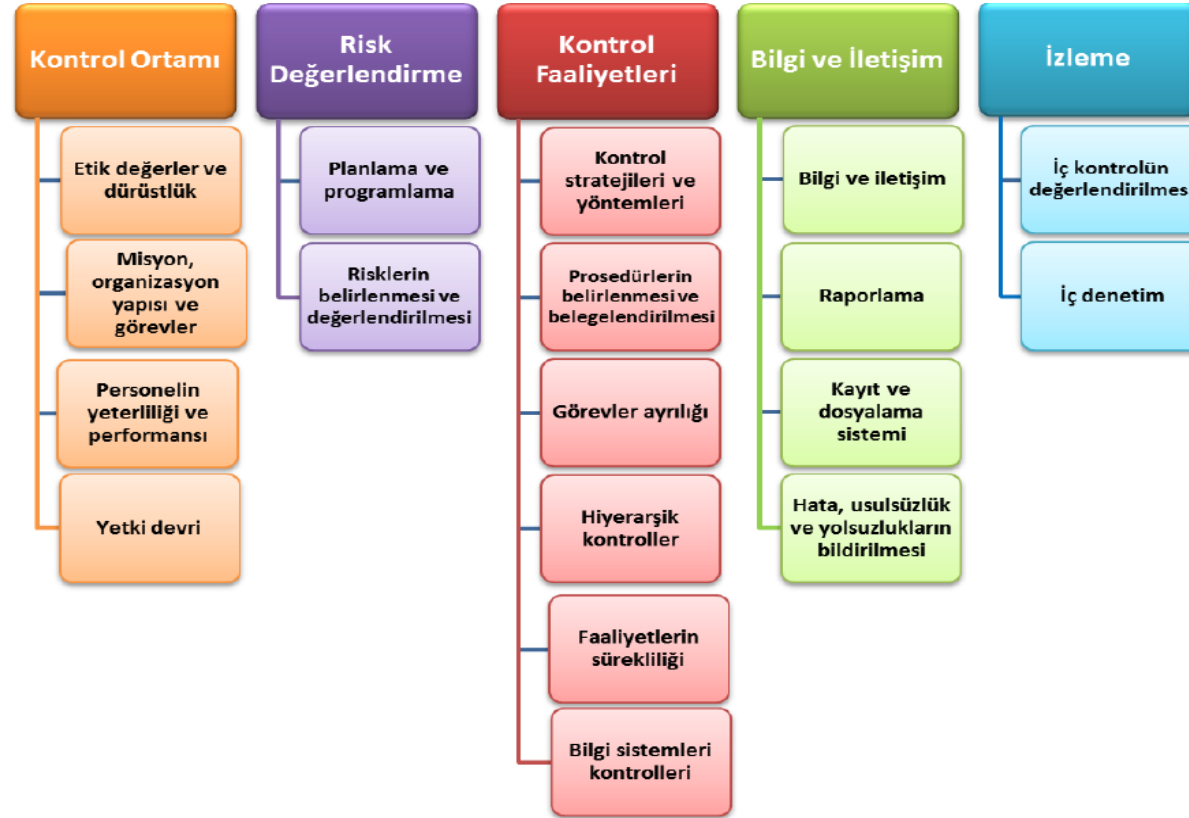 Kontrol Ortamı
Etik değerler ve
dürüstlük
Misyon,
organizasyon
yapısı ve
görevler
Personelin
yeterliliği ve
performansı
Yetki devri
Risk
Değerlendirme
Planlama ve
programlama
Risklerin
belirlenmesi ve
değerlendirilmesi
Kontrol
Faaliyetleri
Kontrol
stratejileri ve
yöntemleri
Prosedürlerin
belirlenmesi ve
belegelendirilmesi
Görevler ayrılığı
Hiyerarşik
kontroller
Faaliyetlerin
sürekliliği
Bilgi sistemleri
kontrolleri
Bilgi ve İletişim
Bilgi ve iletişim
Raporlama
Kayıt ve
dosyalama
sistemi
Hata, usulsüzlük
ve yolsuzlukların
bildirilmesi
İzleme
İç kontrolün
değerlendirilmesi
İç denetim